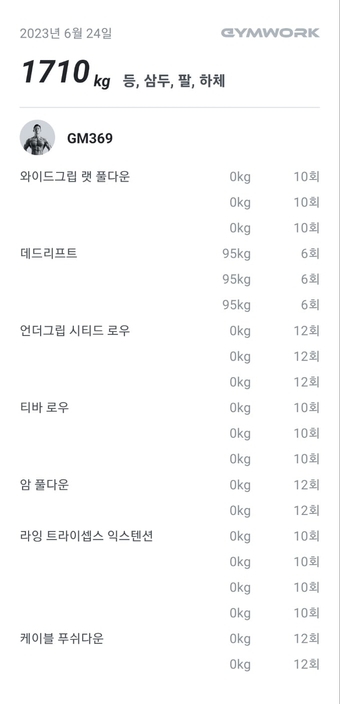 2023년 6월 24일 GYMWORK
1710 kg 등, 삼두, 팔, 하체
GM369
와이드그립 랫 풀다운 0kg 10회
0kg 10회
0kg 10회
데드리프트 95kg 6회
95kg 6회
95kg 6회
언더그립 시티드 로우 0kg 12회
0kg 12회
0kg 12회
티바 로우 0kg 10회
0kg 10회
0kg 10회
암 풀다운 0kg 12회
0kg 12회
라잉 트라이셉스 익스텐션 0kg 10회
0kg 10회
0kg 10회
0kg 10회
케이블 푸쉬다운 0kg 12회
0kg 12회